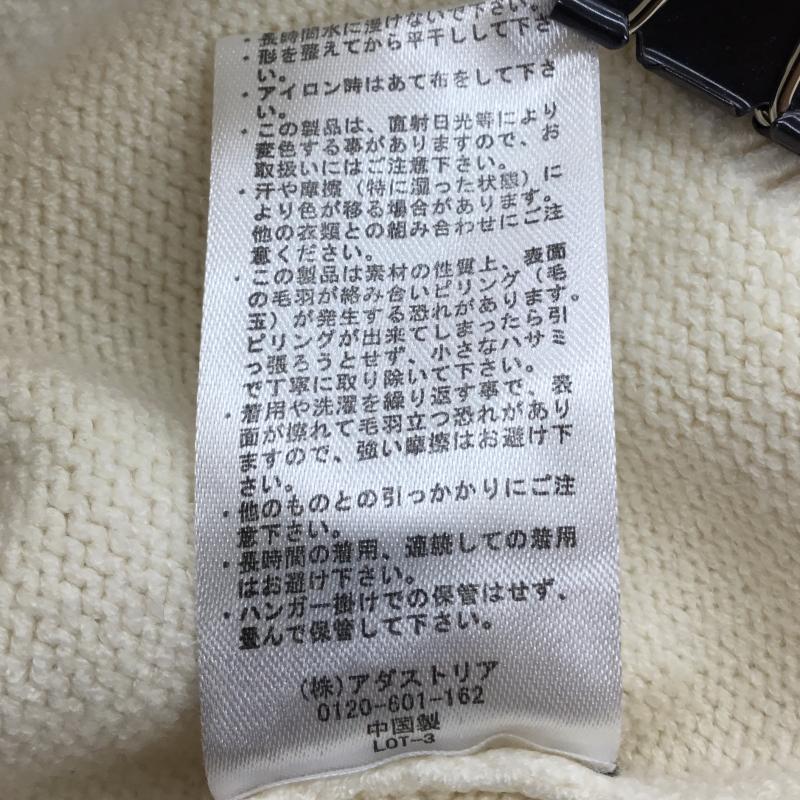 ・長時間水に浸けないで下さい。
・形を整えてから平干しして下さ
い。
・アイロン時はあて布をして下さ
い。
・この製品は、直射日光等により
変色する事がありますので、お
取扱いにはご注意下さい。
・汗や摩擦（特に湿った状態）に
より色が移る場合があります。
他の衣類との組み合わせにご注
意ください。
・この製品は素材の性質上、表面
の毛羽が絡み合いピリング（毛
玉）が発生する恐れがあります。
ピリングが出来てしまったら引
っ張ろうとせず、小さなハサミ
で丁寧に取り除いて下さい。
・着用や洗濯を繰り返す事で、表
面が擦れて毛羽立つ恐れがあり
ますので、強い摩擦はお避け下
さい。
・他のものとの引っかかりにご注
意下さい。
・長時間の着用、連続しての着用
はお避け下さい。
・ハンガー掛けでの保管はせず、
畳んで保管して下さい。
(株)アダストリア
0120-601-162
中国製
LOT-3